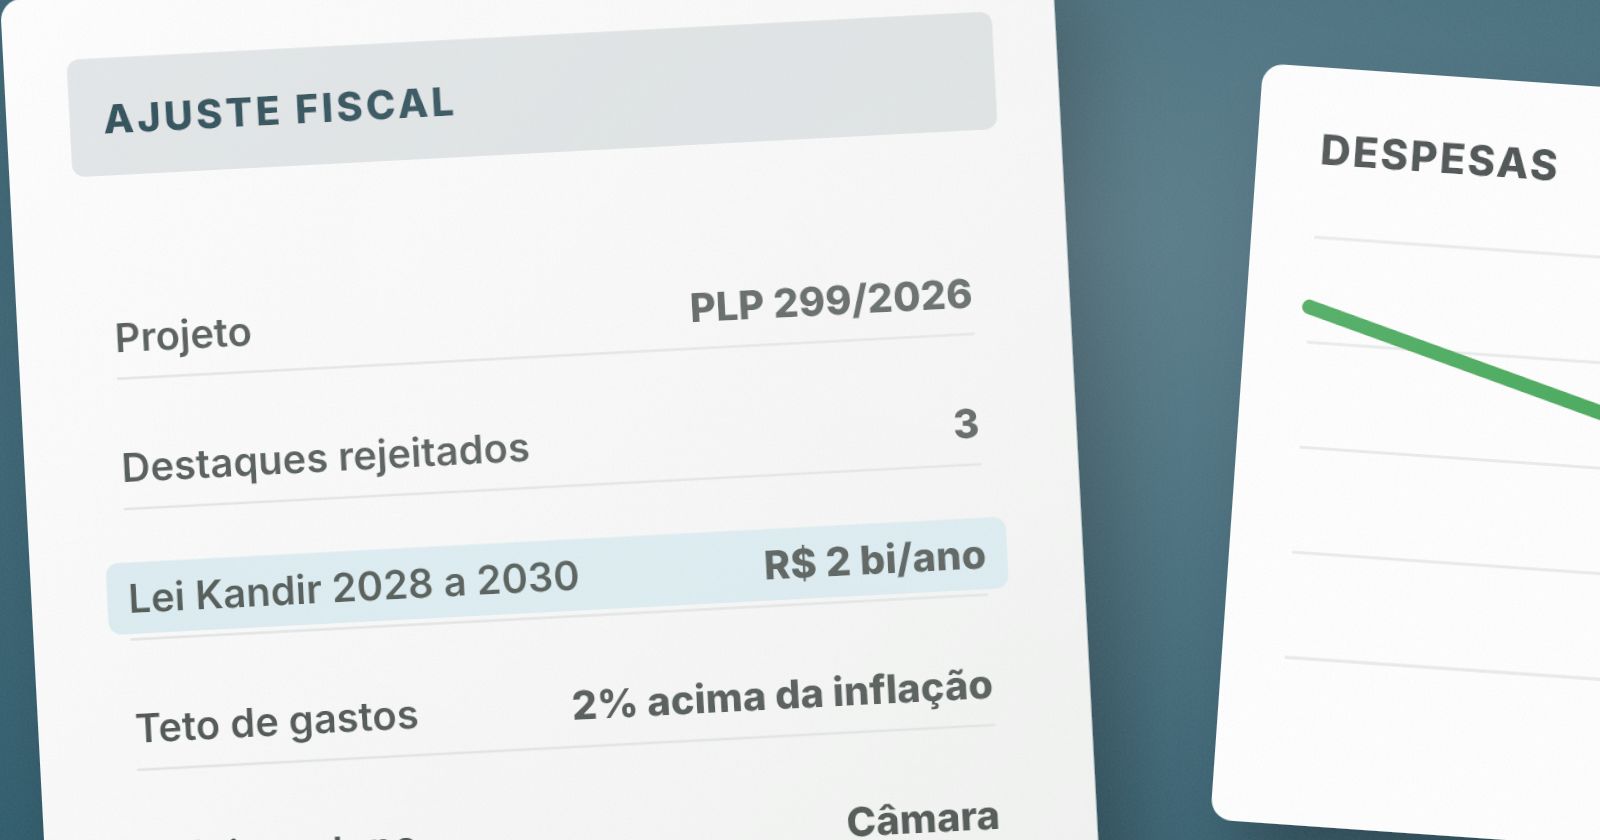 AJUSTE FISCAL
Projeto PLP 299/2026
Destaques rejeitados 3
Lei Kandir 2028 a 2030 R$ 2 bi/ano
Teto de gastos 2% acima da inflação
Câmara
DESPESAS